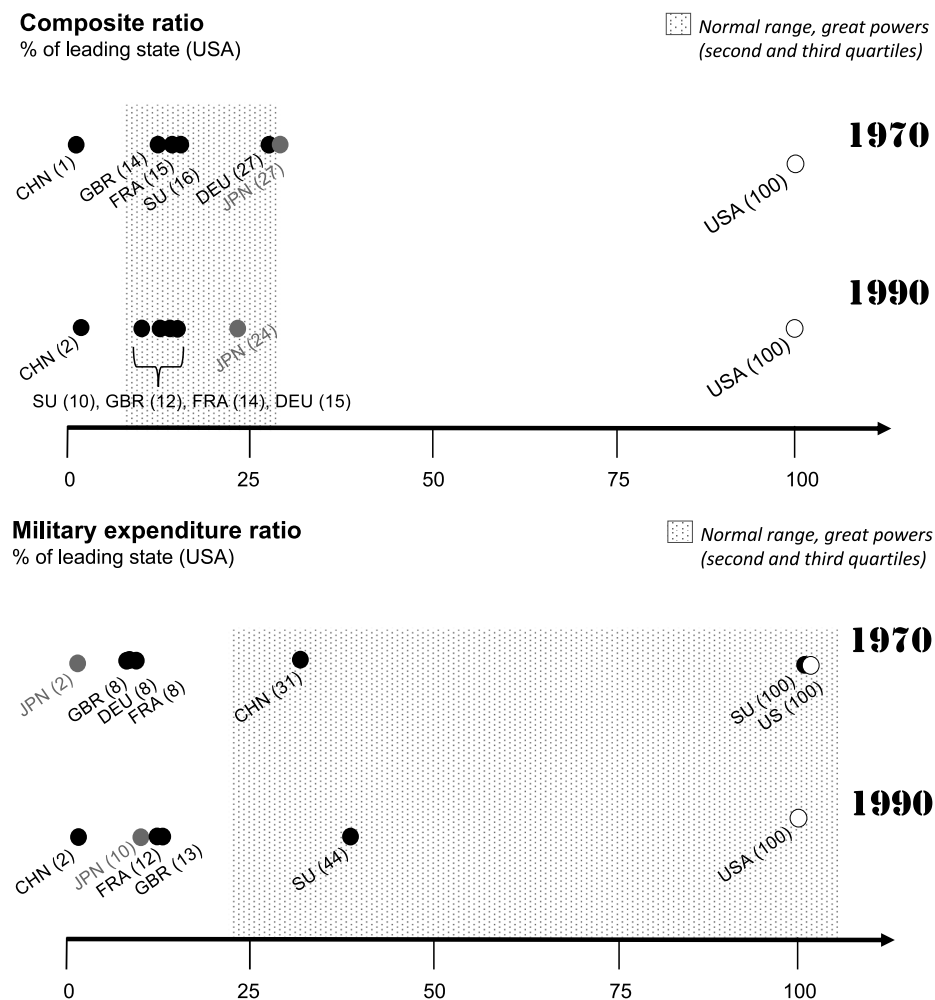 Composite ratio
% of leading state (USA)
Normal range, great powers
(second and third quartiles)
1970
CHN (1)
GBR (14)
FRA (15)
SU (16)
DEU (27)
JPN (27)
USA (100)
1990
CHN (2)
JPN (24)
USA (100)
SU (10), GBR (12), FRA (14), DEU (15)
0 25 50 75 100
Military expenditure ratio
% of leading state (USA)
Normal range, great powers
(second and third quartiles)
1970
JPN (2)
GBR (8)
DEU (8)
FRA (8)
CHN (31)
SU (100)
US (100)
1990
CHN (2)
JPN (10)
FRA (12)
GBR (13)
SU (44)
USA (100)
0 25 50 75 100